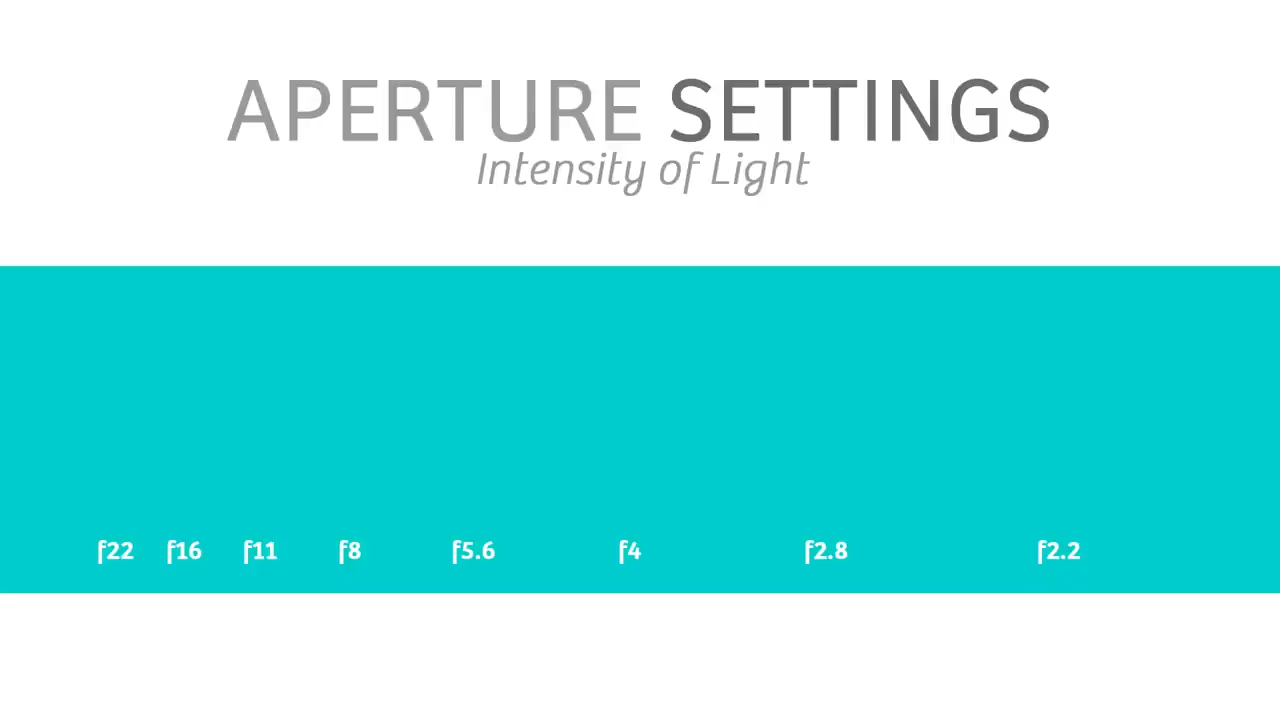 APERTURE SETTINGS
Intensity of Light
f22 f16 f11 f8 f5.6 f4 f2.8 f2.2